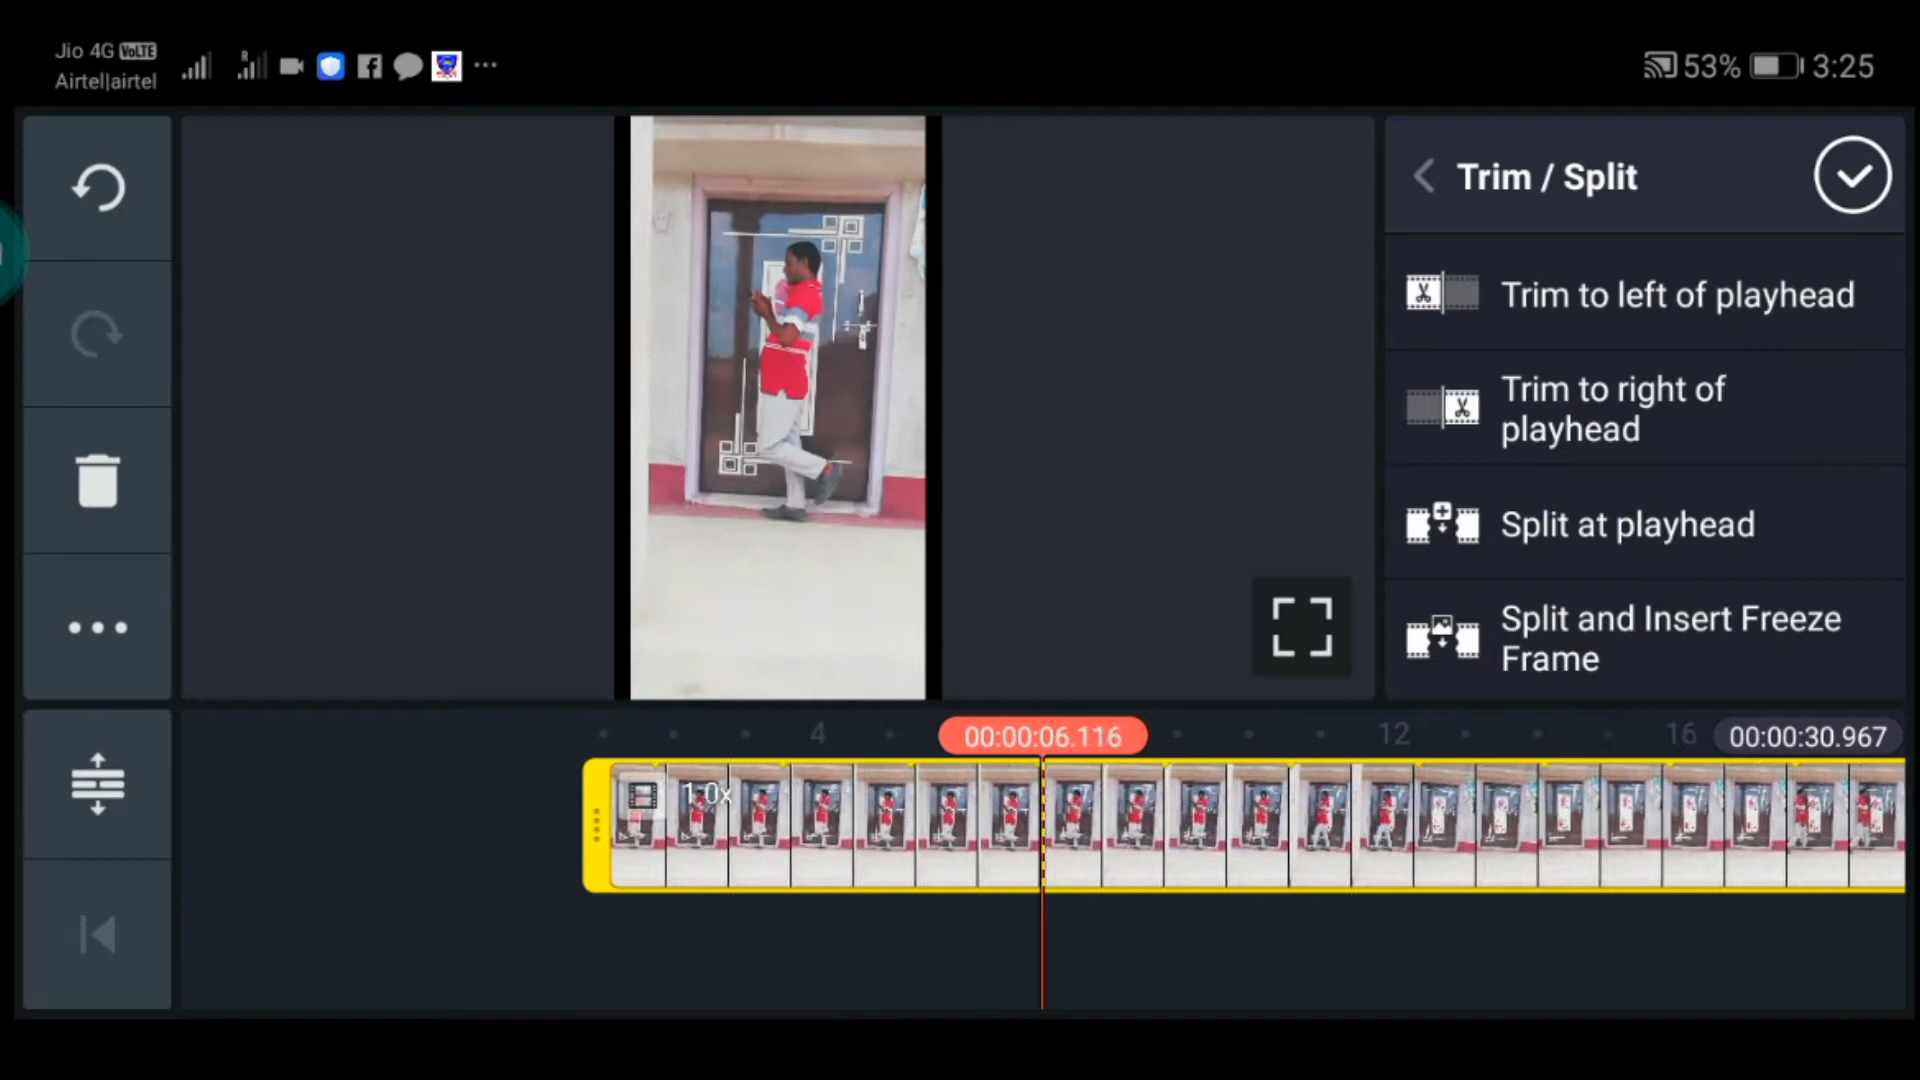 Jio 4G VoLTE
Airtel|airtel
R
53%
3:25
Trim / Split
Trim to left of playhead
Trim to right of
playhead
Split at playhead
Split and Insert Freeze
Frame
4
00:00:06.116
12
16
00:00:30.967
1.0x